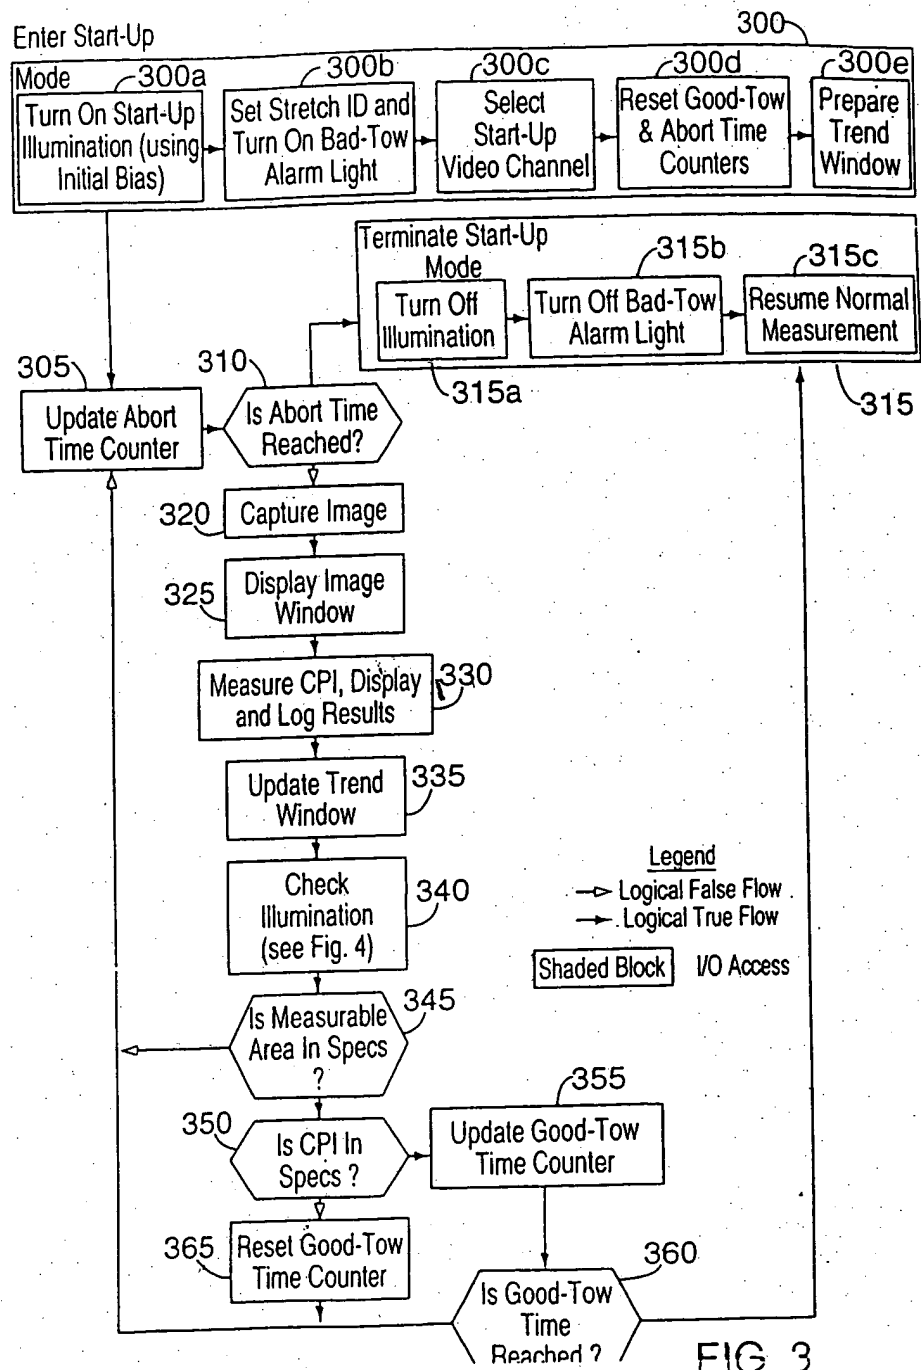 Enter Start-Up
300
Mode
300a
300b
300c
300d
300e
Turn On Start-Up
Illumination (using
Initial Bias)
Set Stretch ID and
Turn On Bad-Tow
Alarm Light
Select
Start-Up
Video Channel
Reset Good-Tow
& Abort Time
Counters
Prepare
Trend
Window
Terminate Start-Up
Mode
315b
315c
Turn Off
Illumination
Turn Off Bad-Tow
Alarm Light
Resume Normal
Measurement
315a
315
305
310
Update Abort
Time Counter
Is Abort Time
Reached?
320
Capture Image
325
Display Image
Window
Measure CPI, Display
and Log Results
330
Update Trend
Window
335
Check
Illumination
(see Fig. 4)
340
Legend
Logical False Flow
Logical True Flow
Shaded Block
I/O Access
Is Measurable
Area In Specs
?
345
350
Is CPI In
Specs ?
355
Update Good-Tow
Time Counter
365
Reset Good-Tow
Time Counter
360
Is Good-Tow
Time
Reached ?
FIG. 3